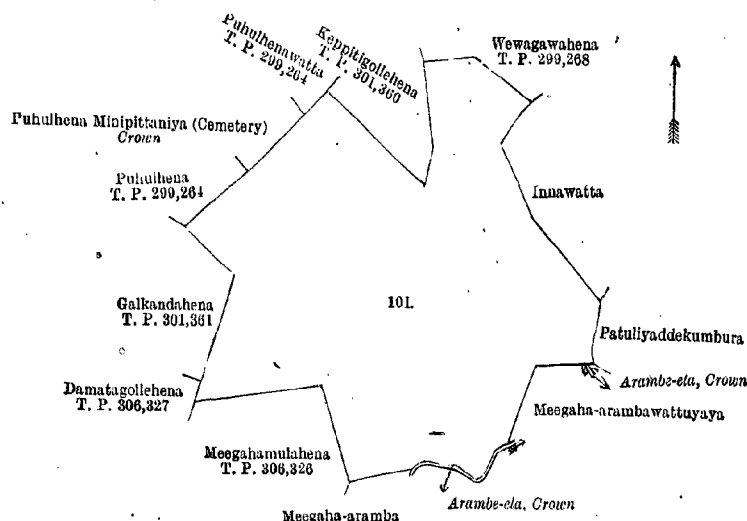 Puhulhenawatta
T. P. 299,264
Keppitigollehena
T. P. 301,360
Wewagawahena
T. P. 299,268
Puhulhena Minipittaniya (Cemetery)
Crown
Puhulhena
T. P. 299,264
Innawatta
Galkandahena
T. P. 301,361
10L
Patuliyaddekumbura
Arambe-ela, Crown
Damatagollehena
T. P. 306,327
Meegaha-arambawattuyaya
Meegahamulahena
T. P. 306,326
Arambe-ela, Crown
Meegaha-aramba